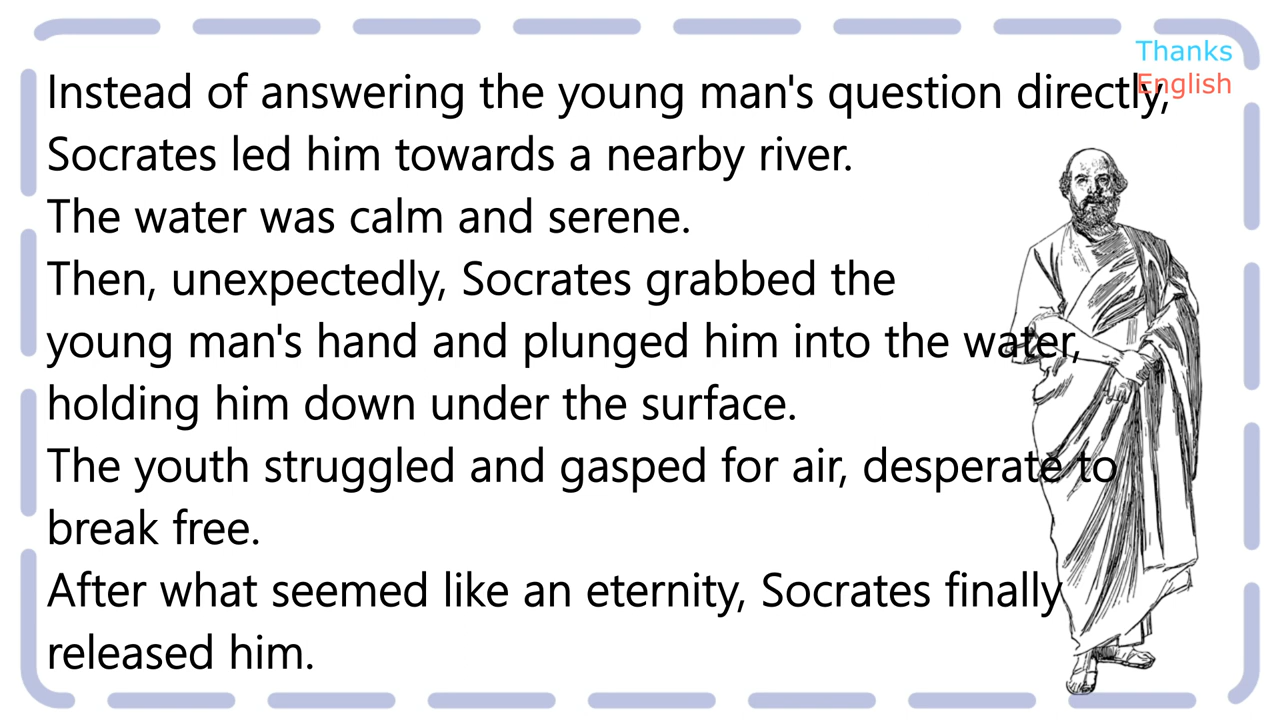 Thanks
English
Instead of answering the young man's question directly,
Socrates led him towards a nearby river.
The water was calm and serene.
Then, unexpectedly, Socrates grabbed the
young man's hand and plunged him into the water,
holding him down under the surface.
The youth struggled and gasped for air, desperate to
break free.
After what seemed like an eternity, Socrates finally
released him.